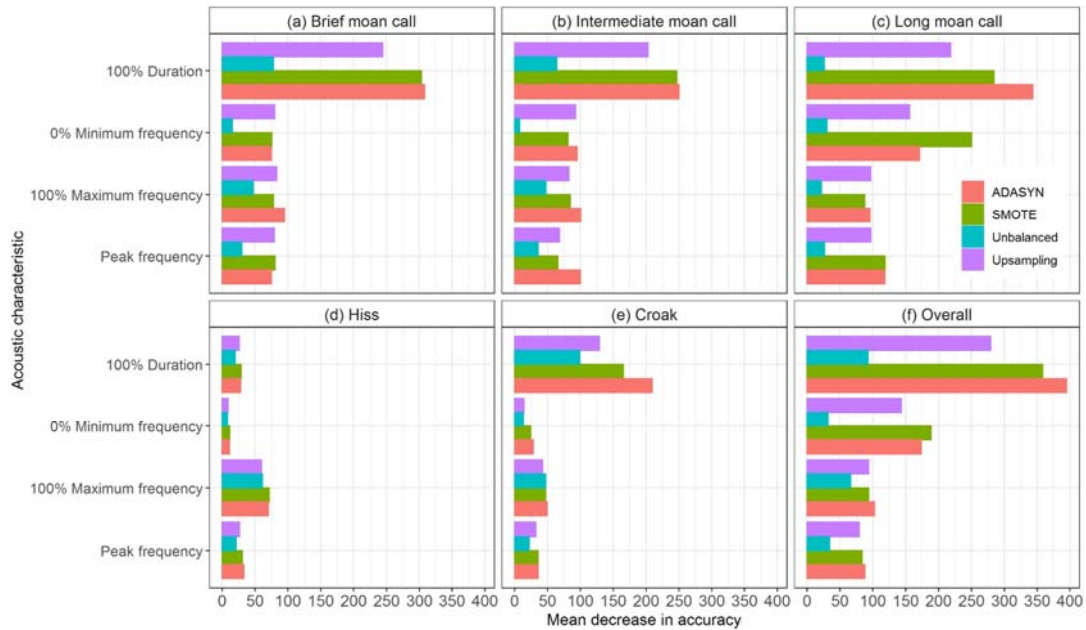 (a) Brief moan call
(b) Intermediate moan call
(c) Long moan call
100% Duration
0% Minimum frequency
100% Maximum frequency
Peak frequency
ADASYN
SMOTE
Unbalanced
Upsampling
Acoustic characteristic
(d) Hiss
(e) Croak
(f) Overall
100% Duration
0% Minimum frequency
100% Maximum frequency
Peak frequency
0 50 100 150 200 250 300 350 400
0 50 100 150 200 250 300 350 400
0 50 100 150 200 250 300 350 400
Mean decrease in accuracy